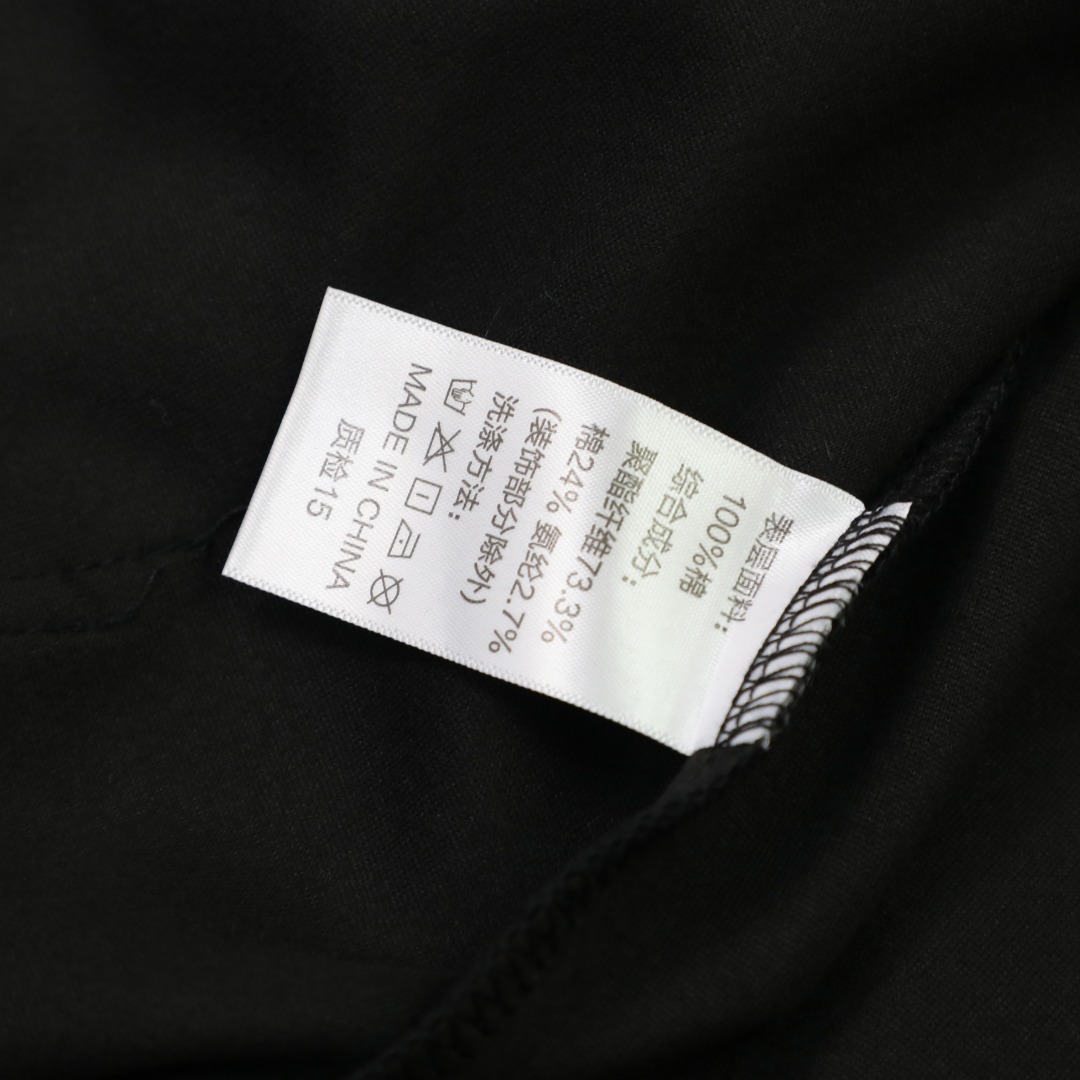 表层面料:
100%棉
综合成分:
聚酯纤维73.3%
棉24% 氨纶2.7%
(装饰部分除外)
洗涤方法:
MADE IN CHINA
质检15